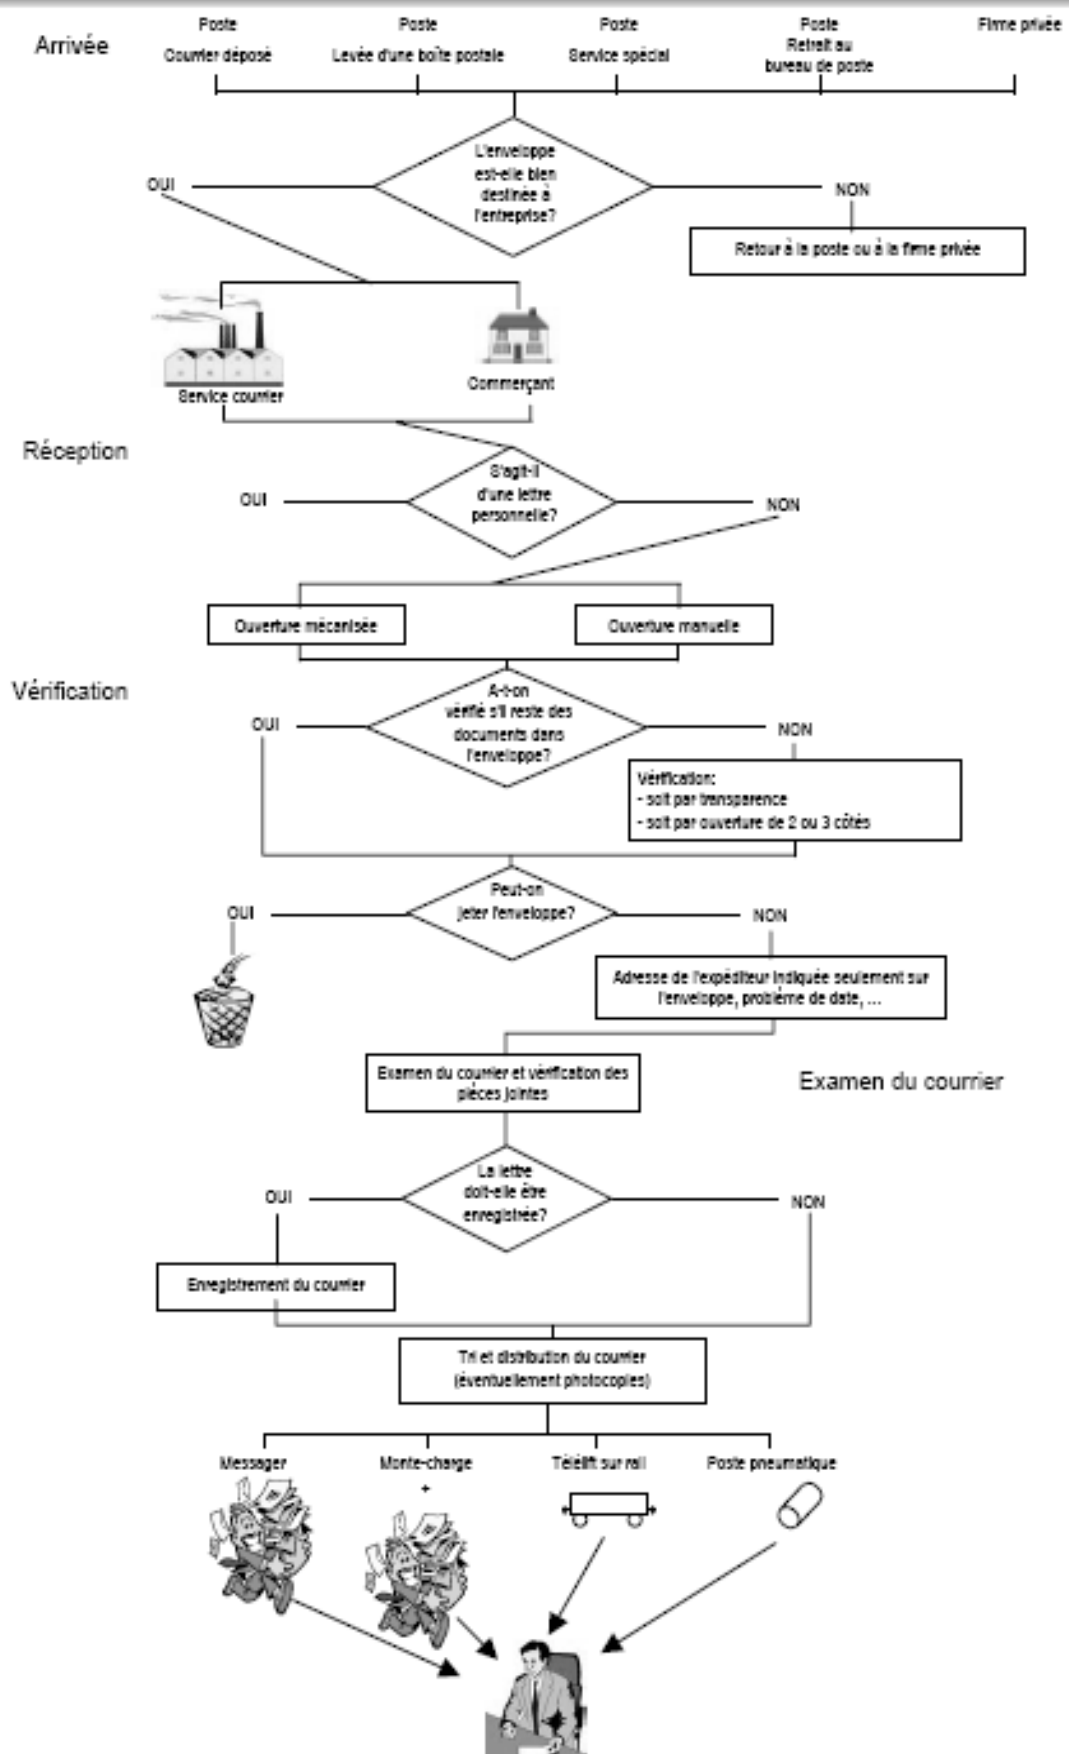 Arrivée
Poste
Courrier déposé
Poste
Levée d'une boîte postale
Poste
Service spécial
Poste
Retrait au
bureau de poste
Firme privée
L'enveloppe
est-elle bien
destinée à
l'entreprise?
OUI
NON
Retour à la poste ou à la firme privée
Service courrier
Commerçant
Réception
S'agit-il
d'une lettre
personnelle?
OUI
NON
Ouverture mécanisée
Ouverture manuelle
Vérification
A-t-on
vérifié s'il reste des
documents dans
l'enveloppe?
OUI
NON
Vérification:
- soit par transparence
- soit par ouverture de 2 ou 3 côtés
Peut-on
jeter l'enveloppe?
OUI
NON
Adresse de l'expéditeur indiquée seulement sur
l'enveloppe, problème de date, ...
Examen du courrier et vérification des
pièces jointes
Examen du courrier
La lettre
doit-elle être
enregistrée?
OUI
NON
Enregistrement du courrier
Tri et distribution du courrier
(éventuellement photocopies)
Messager
Monte-charge
+
Télélift sur rail
Poste pneumatique